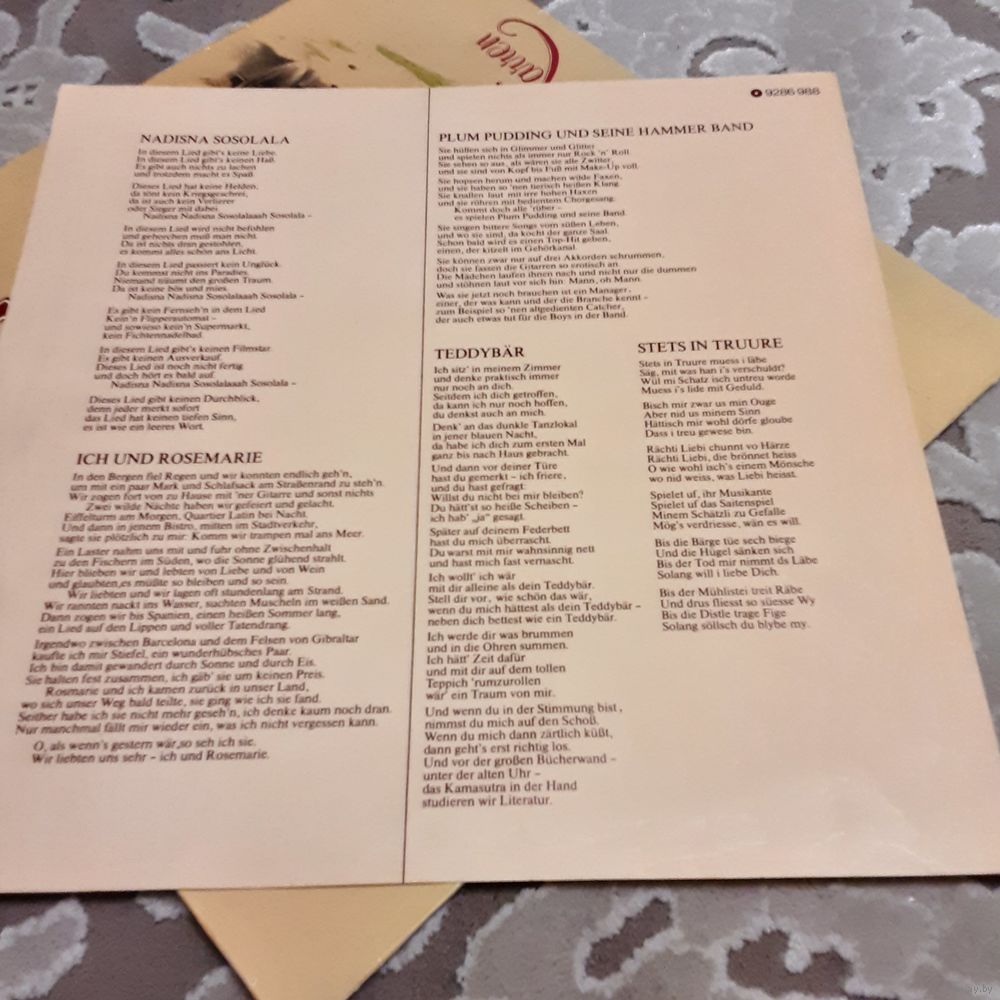 arren
9286 988
NADISNA SOSOLALA
In diesem Lied gibt's keine Liebe.
In diesem Lied gibt's keinen Haß.
Es gibt auch nichts zu lachen
und trotzdem macht es Spaß.
Dieses Lied hat keine Helden,
da tönt kein Kriegsgeschrei,
da ist auch kein Verlierer
oder Sieger mit dabei.
Nadisna Nadisna Sosolalaaah Sosolala –
In diesem Lied wird nicht befohlen
und gehorchen muß man nicht.
Da ist nichts dran gestohlen,
es kommt alles schön ans Licht.
In diesem Lied passiert kein Unglück.
Du kommst nicht ins Paradies.
Niemand träumt den großen Traum.
Da ist keine bös und mies.
Nadisna Nadisna Sosolalaaah Sosolala –
Es gibt kein Fernseh'n in dem Lied
Kein'n Flipperautomat –
und sowieso kein'n Supermarkt,
kein Fichtennadelbad.
In diesem Lied gibt's keinen Filmstar.
Es gibt keinen Ausverkauf.
Dieses Lied ist noch nicht fertig
und doch hört es bald auf.
Nadisna Nadisna Sosolalaaah Sosolala –
Dieses Lied gibt keinen Durchblick,
denn jeder merkt sofort
das Lied hat keinen tiefen Sinn,
es ist wie ein leeres Wort.
ICH UND ROSEMARIE
In den Bergen fiel Regen und wir konnten endlich geh'n,
um mit ein paar Mark und Schlafsack am Straßenrand zu steh'n.
Wir zogen fort von zu Hause mit 'ner Gitarre und sonst nichts
Zwei wilde Nächte haben wir gefeiert und gelacht.
Eiffelturm am Morgen, Quartier Latin bei Nacht.
Und dann in jenem Bistro, mitten im Stadtverkehr,
sagte sie plötzlich zu mir: Komm wir trampen mal ans Meer.
Ein Laster nahm uns mit und fuhr ohne Zwischenhalt
zu den Fischern im Süden, wo die Sonne glühend strahlt.
Hier blieben wir und lebten von Liebe und von Wein
und glaubten,es müßte so bleiben und so sein.
Wir liebten und wir lagen oft stundenlang am Strand.
Wir rannten nackt ins Wasser, suchten Muscheln im weißen Sand.
Dann zogen wir bis Spanien, einen heißen Sommer lang,
ein Lied auf den Lippen und voller Tatendrang.
Irgendwo zwischen Barcelona und dem Felsen von Gibraltar
kaufte ich mir Stiefel, ein wunderhübsches Paar.
Ich bin damit gewandert durch Sonne und durch Eis.
Sie halten fest zusammen, ich gäb' sie um keinen Preis.
Rosmarie und ich kamen zurück in unser Land,
wo sich unser Weg bald teilte, sie ging wie ich sie fand.
Seither habe ich sie nicht mehr geseh'n, ich denke kaum noch dran.
Nur manchmal fällt mir wieder ein, was ich nicht vergessen kann.
O, als wenn's gestern wär,so seh ich sie.
Wir liebten uns sehr – ich und Rosemarie.
PLUM PUDDING UND SEINE HAMMER BAND
Sie hüllen sich in Glimmer und Glitter
und spielen nichts als immer nur Rock 'n' Roll.
Sie sehen so aus, als wären sie alle Zwitter,
und sie sind von Kopf bis Fuß mit Make-Up voll.
Sie hopsen herum und machen wilde Faxen,
und sie haben so 'nen tierisch heißen Klang.
Sie knallen laut mit irre hohen Haxen
und sie röhren mit bedientem Chorgesang.
Kommt doch alle 'rüber –
es spielen Plum Pudding und seine Band.
Sie singen bittere Songs vom süßen Leben,
und wo sie sind, da kocht der ganze Saal.
Schon bald wird es einen Top-Hit geben,
einen, der kitzelt im Gehörkanal.
Sie können zwar nur auf drei Akkorden schrummen,
doch sie fassen die Gitarren so erotisch an.
Die Mädchen laufen ihnen nach und nicht nur die dummen
und stöhnen laut vor sich hin: Mann, oh Mann.
Was sie jetzt noch brauchen ist ein Manager,
einer, der was kann und der die Branche kennt –
zum Beispiel so 'nen altgedienten Catcher,
der auch etwas tut für die Boys in der Band.
TEDDYBÄR
Ich sitz' in meinem Zimmer
und denke praktisch immer
nur noch an dich.
Seitdem ich dich getroffen,
da kann ich nur noch hoffen,
du denkst auch an mich.
Denk' an das dunkle Tanzlokal
in jener blauen Nacht,
da habe ich dich zum ersten Mal
ganz bis nach Haus gebracht.
Und dann vor deiner Türe
hast du gemerkt – ich friere,
und du hast gefragt:
Willst du nicht bei mir bleiben?
Du hätt'st so heiße Scheiben –
ich hab' „ja" gesagt.
Später auf deinem Federbett
hast du mich überrascht.
Du warst mit mir wahnsinnig nett
und hast mich fast vernascht.
Ich wollt' ich wär
mit dir alleine als dein Teddybär.
Stell dir vor, wie schön das wär,
wenn du mich hättest als dein Teddybär –
neben dich bettest wie ein Teddybär.
Ich werde dir was brummen
und in die Ohren summen.
Ich hätt' Zeit dafür
und mit dir auf dem tollen
Teppich 'rumzurollen
wär' ein Traum von mir.
Und wenn du in der Stimmung bist,
nimmst du mich auf den Schoß.
Wenn du mich dann zärtlich küßt,
dann geht's erst richtig los.
Und vor der großen Bücherwand –
unter der alten Uhr –
das Kamasutra in der Hand
studieren wir Literatur.
STETS IN TRUURE
Stets in Truure muess i läbe
Säg, mit was han i's verschuldt?
Wül mi Schatz isch untreu worde
Muess i's lide mit Geduld.
Bisch mir zwar us min Ouge
Aber nid us minem Sinn
Hättisch mir wohl dörfe gloube
Dass i treu gewese bin.
Rächti Liebi chunnt vo Härze
Rächti Liebi, die brönnet heiss
O wie wohl isch's einem Mönsche
wo nid weiss, was Liebi heisst.
Spielet uf, ihr Musikante
Spielet uf das Saitenspiel
Minem Schätzli zu Gefalle
Mög's verdriesse, wän es will.
Bis die Bärge tüe sech biege
Und die Hügel sänken sich
Bis der Tod mir nimmt ds Läbe
Solang will i liebe Dich.
Bis der Mühlistei treit Räbe
Und drus fliesst so süesse Wy
Bis die Distle trage Fige
Solang söllsch du blybe my.
ay.by